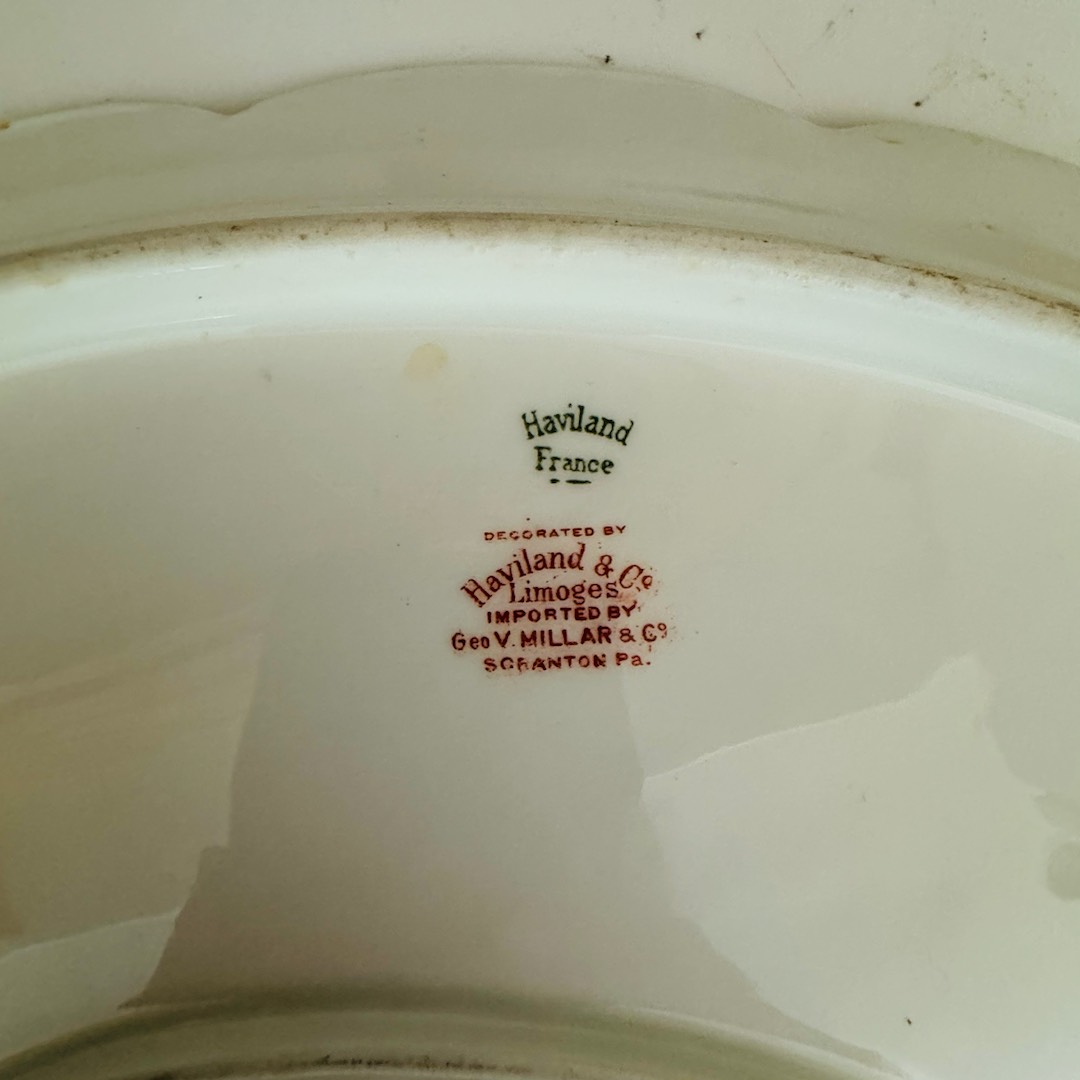 Haviland
France
DECORATED BY
Haviland & Co
Limoges
IMPORTED BY
Geo V. MILLAR & Co
SCRANTON Pa.